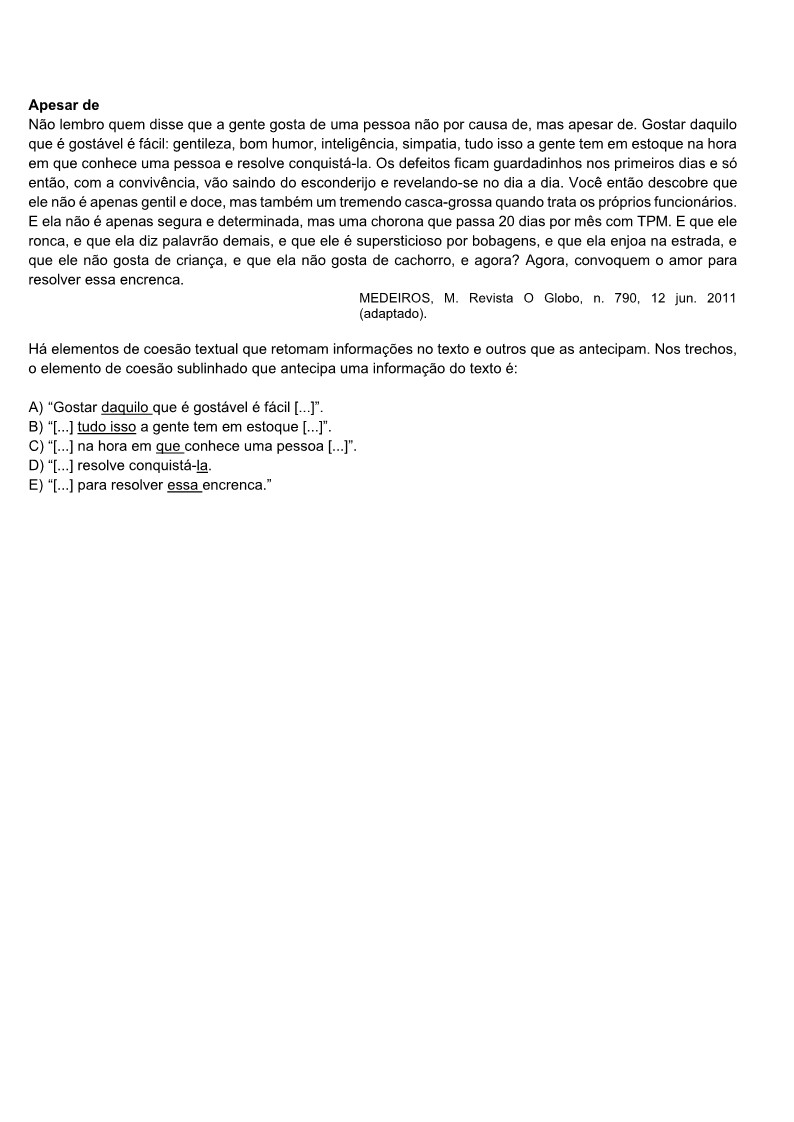 Apesar de
Não lembro quem disse que a gente gosta de uma pessoa não por causa de, mas apesar de. Gostar daquilo
que é gostável é fácil: gentileza, bom humor, inteligência, simpatia, tudo isso a gente tem em estoque na hora
em que conhece uma pessoa e resolve conquistá-la. Os defeitos ficam guardadinhos nos primeiros dias e só
então, com a convivência, vão saindo do esconderijo e revelando-se no dia a dia. Você então descobre que
ele não é apenas gentil e doce, mas também um tremendo casca-grossa quando trata os próprios funcionários.
E ela não é apenas segura e determinada, mas uma chorona que passa 20 dias por mês com TPM. E que ele
ronca, e que ela diz palavrão demais, e que ele é supersticioso por bobagens, e que ela enjoa na estrada, e
que ele não gosta de criança, e que ela não gosta de cachorro, e agora? Agora, convoquem o amor para
resolver essa encrenca.
MEDEIROS, M. Revista O Globo, n. 790, 12 jun. 2011
(adaptado).
Há elementos de coesão textual que retomam informações no texto e outros que as antecipam. Nos trechos,
o elemento de coesão sublinhado que antecipa uma informação do texto é:
A) “Gostar daquilo que é gostável é fácil [...]”.
B) “[...] tudo isso a gente tem em estoque [...]”.
C) “[...] na hora em que conhece uma pessoa [...]”.
D) “[...] resolve conquistá-la.
E) “[...] para resolver essa encrenca.”